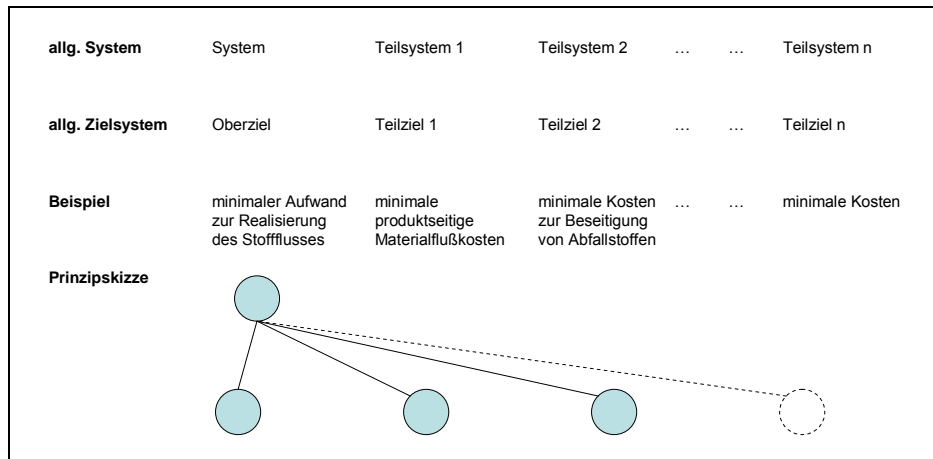 allg. System System Teilsystem 1 Teilsystem 2 … … Teilsystem n
allg. Zielsystem Oberziel Teilziel 1 Teilziel 2 … … Teilziel n
Beispiel minimaler Aufwand minimale minimale Kosten … … minimale Kosten
zur Realisierung produktseitige zur Beseitigung
des Stoffflusses Materialflußkosten von Abfallstoffen
Prinzipskizze